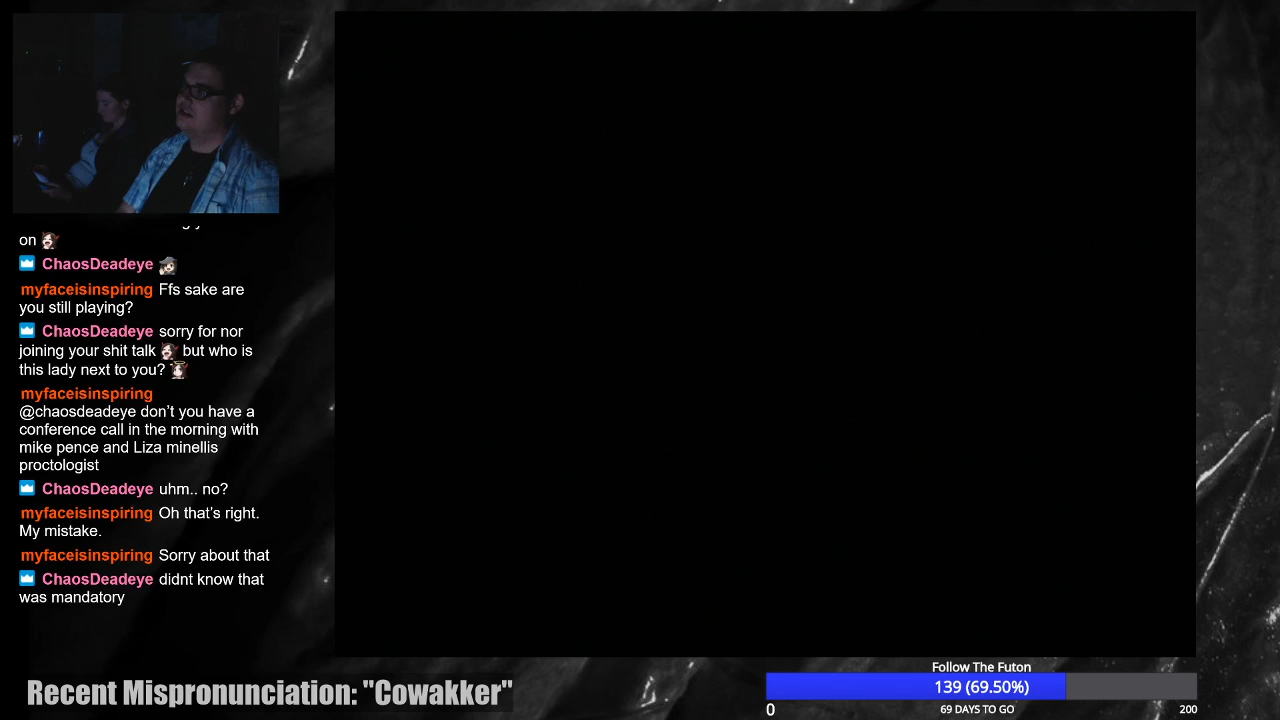 on
ChaosDeadeye
myfaceisinspiring Ffs sake are
you still playing?
ChaosDeadeye sorry for nor
joining your shit talk but who is
this lady next to you?
myfaceisinspiring
@chaosdeadeye don't you have a
conference call in the morning with
mike pence and Liza minellis
proctologist
ChaosDeadeye uhm.. no?
myfaceisinspiring Oh that's right.
My mistake.
myfaceisinspiring Sorry about that
ChaosDeadeye didnt know that
was mandatory
Recent Mispronunciation: "Cowakker"
Follow The Futon
139 (69.50%)
0 69 DAYS TO GO 200